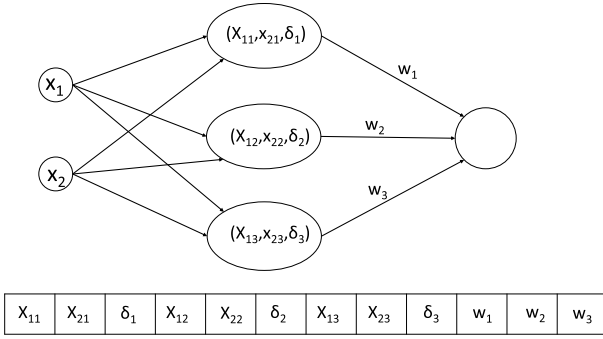 (X₁₁,x₂₁,δ₁)
w₁
x₁
(X₁₂,x₂₂,δ₂)
w₂
x₂
w₃
(X₁₃,x₂₃,δ₃)
X₁₁ X₂₁ δ₁ X₁₂ X₂₂ δ₂ X₁₃ X₂₃ δ₃ w₁ w₂ w₃